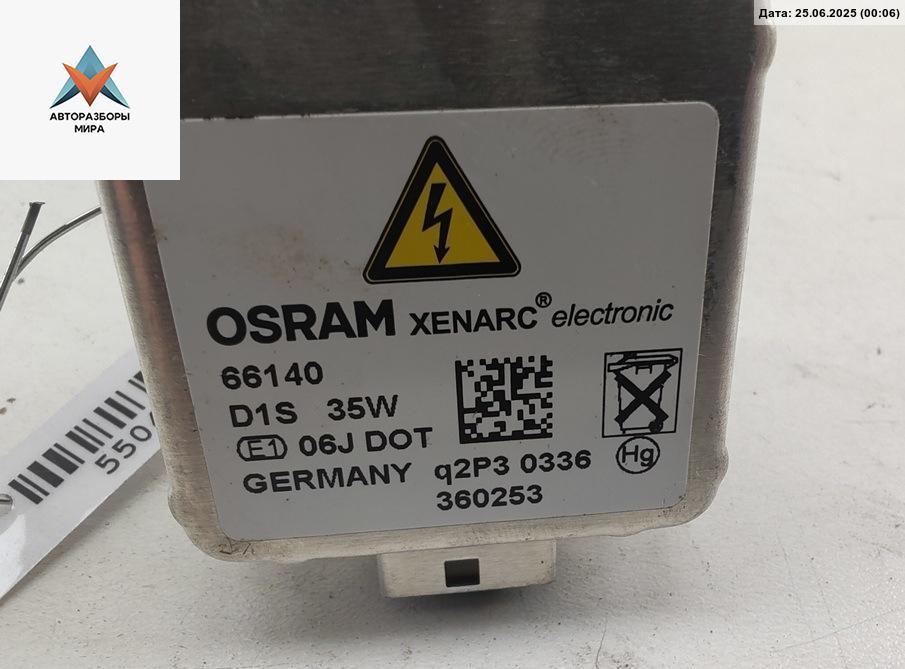 Дата: 25.06.2025 (00:06)
АВТОРАЗБОРЫ
МИРА
OSRAM XENARC® electronic
66140
D1S 35W
E1 06J DOT
GERMANY q2P3 0336
360253
Hg